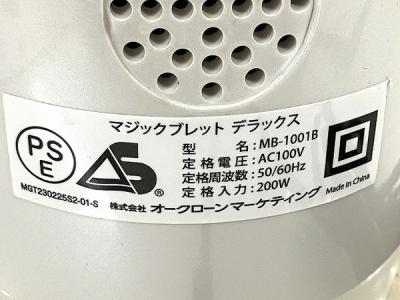 マジックブレット デラックス
PSE
型 名:MB-1001B
定格電圧:AC100V
定格周波数:50/60Hz
定格入力:200W
S
®
Made In China
MGT230225S2-01-S
株式会社 オークローンマーケティング